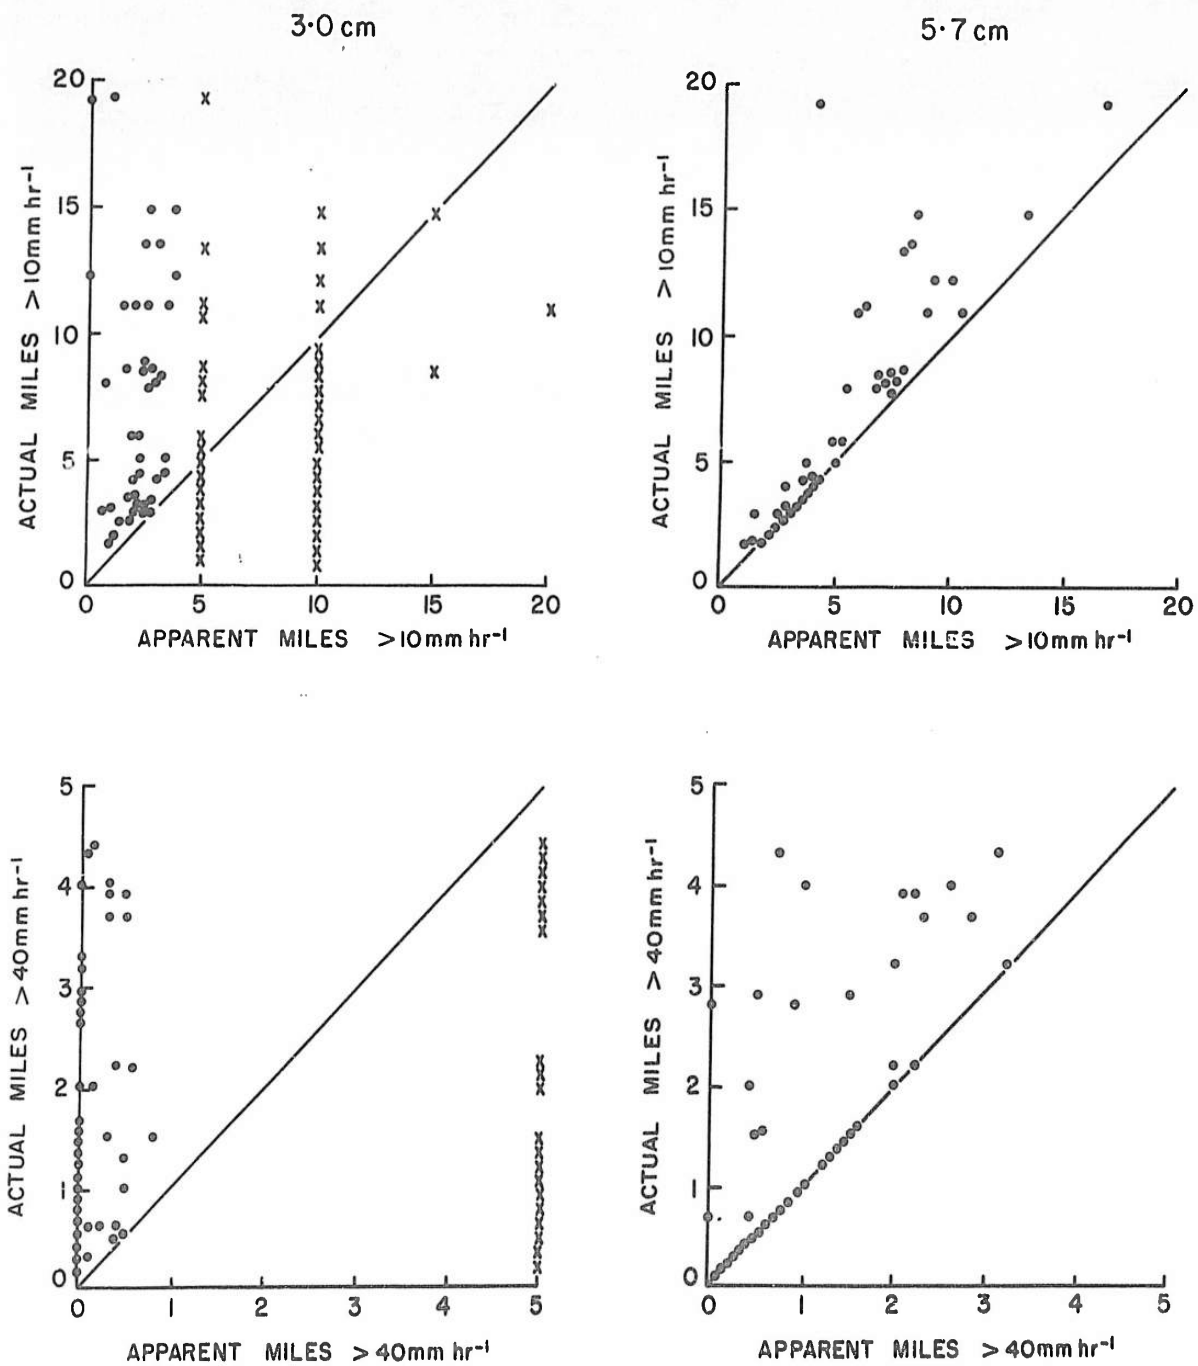 3·0 cm
5·7 cm
20
15
10
5
0
0 5 10 15 20
ACTUAL MILES >10mm hr⁻¹
APPARENT MILES >10mm hr⁻¹
20
15
10
5
0
0 5 10 15 20
ACTUAL MILES >10mm hr⁻¹
APPARENT MILES >10mm hr⁻¹
5
4
3
2
1
0
0 1 2 3 4 5
ACTUAL MILES >40mm hr⁻¹
APPARENT MILES >40mm hr⁻¹
5
4
3
2
1
0
0 1 2 3 4 5
ACTUAL MILES >40mm hr⁻¹
APPARENT MILES >40mm hr⁻¹